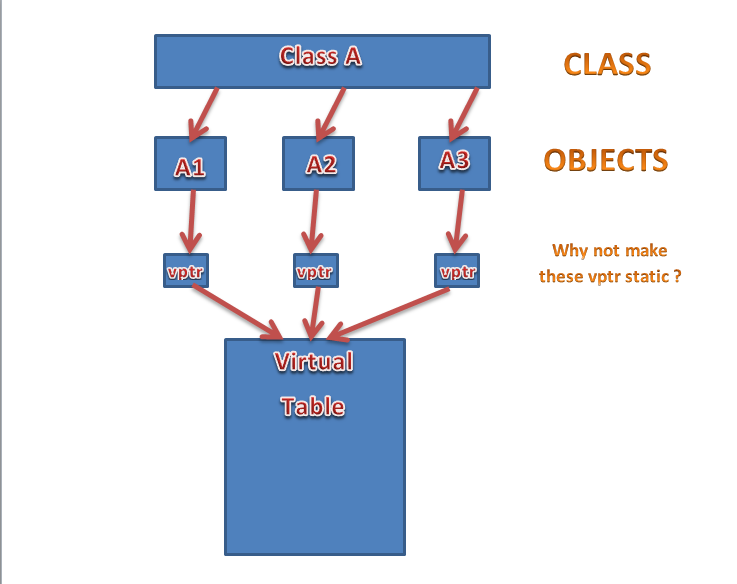 Class A
CLASS
A1
A2
A3
OBJECTS
vptr
vptr
vptr
Why not make
these vptr static ?
Virtual
Table